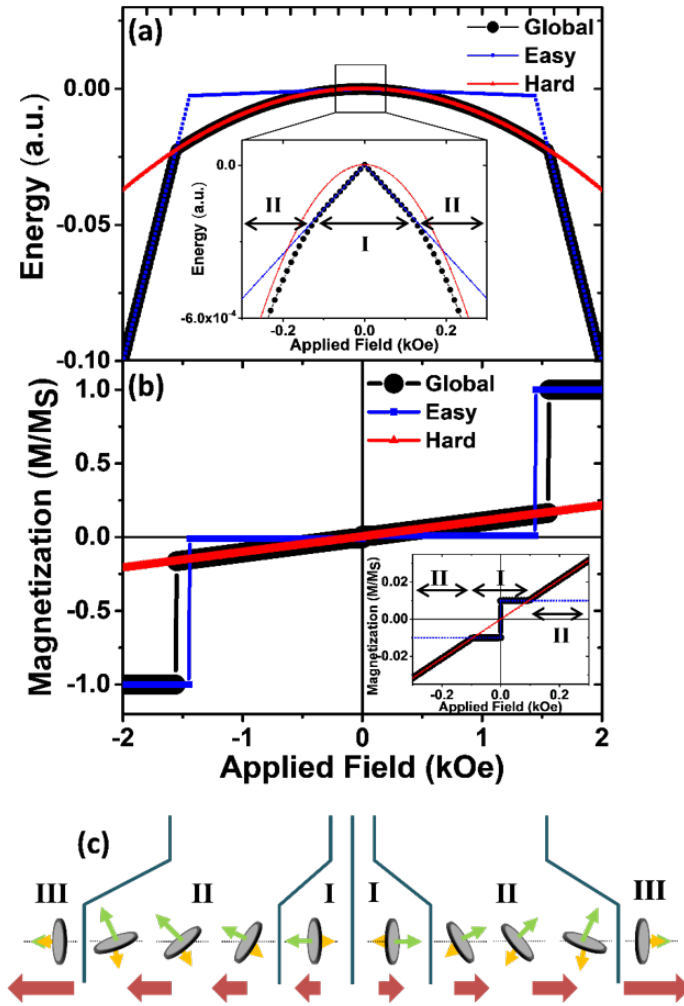 (a)
Global
Easy
Hard
0.00
-0.05
-0.10
Energy (a.u.)
0.0
-6.0x10⁻⁴
Energy (a.u.)
II
I
II
-0.2
0.0
0.2
Applied Field (kOe)
(b)
Global
Easy
Hard
1.0
0.5
0.0
-0.5
-1.0
Magnetization (M/MS)
0.02
0.00
-0.02
Magnetization (M/MS)
II
I
II
-0.2
0.0
0.2
Applied Field (kOe)
-2
-1
0
1
2
Applied Field (kOe)
(c)
III
II
I
I
II
III